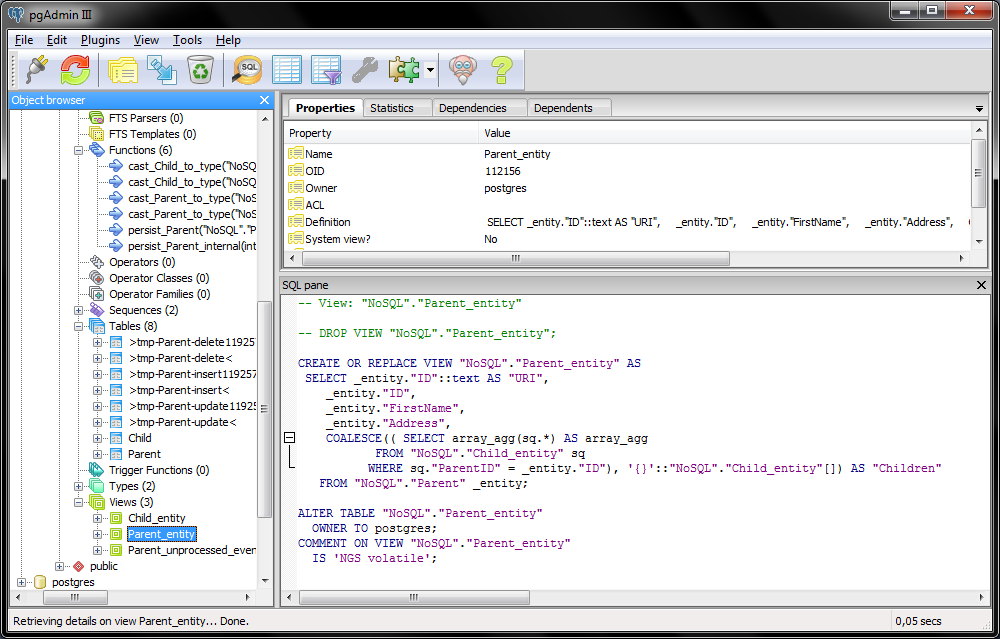 pgAdmin III
File Edit Plugins View Tools Help
SQL
Object browser
FTS Parsers (0)
FTS Templates (0)
Functions (6)
cast_Child_to_type("NoSQ
cast_Child_to_type("NoSQ
cast_Parent_to_type("NoS
cast_Parent_to_type("NoS
persist_Parent("NoSQL"."P
persist_Parent_internal(int
Operators (0)
Operator Classes (0)
Operator Families (0)
Sequences (2)
Tables (8)
>tmp-Parent-delete11925
>tmp-Parent-delete<
>tmp-Parent-insert119257
>tmp-Parent-insert<
>tmp-Parent-update11925
>tmp-Parent-update<
Child
Parent
Trigger Functions (0)
Types (2)
Views (3)
Child_entity
Parent_entity
Parent_unprocessed_even
public
postgres
Properties Statistics Dependencies Dependents
Property Value
Name Parent_entity
OID 112156
Owner postgres
ACL
Definition SELECT _entity."ID"::text AS "URI", _entity."ID", _entity."FirstName", _entity."Address",
System view? No
SQL pane
-- View: "NoSQL"."Parent_entity"
-- DROP VIEW "NoSQL"."Parent_entity";
CREATE OR REPLACE VIEW "NoSQL"."Parent_entity" AS
SELECT _entity."ID"::text AS "URI",
_entity."ID",
_entity."FirstName",
_entity."Address",
COALESCE(( SELECT array_agg(sq.*) AS array_agg
FROM "NoSQL"."Child_entity" sq
WHERE sq."ParentID" = _entity."ID"), '{}'::"NoSQL"."Child_entity"[]) AS "Children"
FROM "NoSQL"."Parent" _entity;
ALTER TABLE "NoSQL"."Parent_entity"
OWNER TO postgres;
COMMENT ON VIEW "NoSQL"."Parent_entity"
IS 'NGS volatile';
Retrieving details on view Parent_entity... Done. 0,05 secs